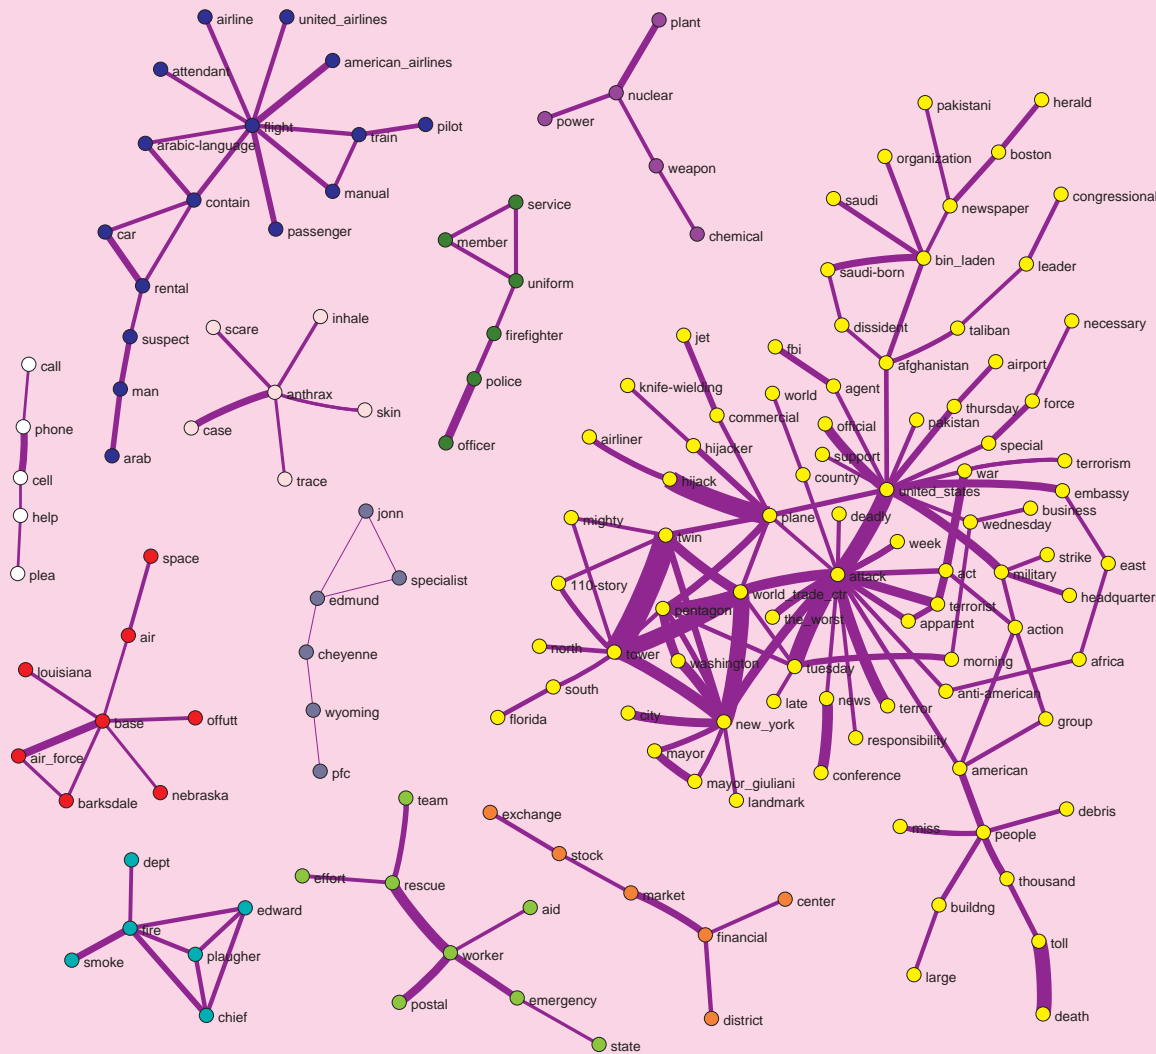 airline
united_airlines
attendant
american_airlines
flight
arabic-language
train
pilot
manual
contain
passenger
car
rental
suspect
man
arab
plant
nuclear
power
weapon
chemical
service
member
uniform
firefighter
police
officer
scare
inhale
anthrax
case
skin
trace
call
phone
cell
help
plea
jonn
specialist
edmund
cheyenne
wyoming
pfc
space
air
louisiana
base
offutt
air_force
barksdale
nebraska
dept
edward
fire
smoke
plaugher
chief
team
effort
rescue
aid
worker
postal
emergency
state
exchange
stock
market
center
financial
district
pakistani
herald
organization
boston
congressional
saudi
newspaper
bin_laden
saudi-born
leader
dissident
taliban
necessary
jet
fbi
afghanistan
airport
knife-wielding
agent
world
commercial
thursday
force
official
pakistan
airliner
hijacker
support
special
war
terrorism
hijack
country
united_states
embassy
mighty
plane
deadly
wednesday
business
twin
week
strike
east
110-story
attack
act
military
world_trade_ctr
headquarters
pentagon
the_worst
terrorist
apparent
action
north
tower
washington
tuesday
morning
africa
south
late
news
anti-american
terror
florida
city
new_york
group
responsibility
mayor
conference
american
mayor_giuliani
landmark
miss
people
debris
thousand
buildng
toll
large
death